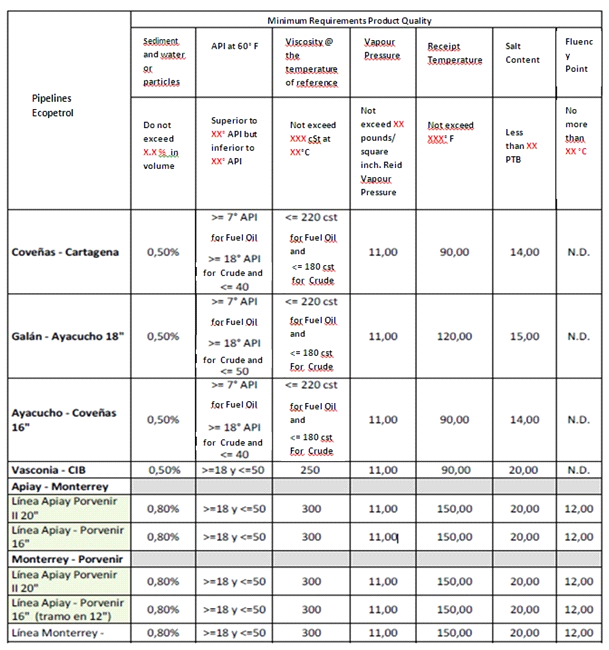 Minimum Requirements Product Quality
Pipelines
Ecopetrol
Sediment
and water
or
particles
API at 60° F
Viscosity @
the
temperature
of reference
Vapour
Pressure
Receipt
Temperature
Salt
Content
Fluenc
y
Point
Do not
exceed
X.X % in
volume
Superior to
XX° API but
inferior to
XX° API
Not exceed
XXX cSt at
XX°C
Not
exceed XX
pounds/
square
inch. Reid
Vapour
Pressure
Not exceed
XXX° F
Less
than XX
PTB
No
more
than
XX °C
Coveñas - Cartagena
0,50%
>= 7° API
for Fuel Oil
>= 18° API
for Crude and
<= 40
<= 220 cst
for Fuel Oil
and
<= 180 cst
for Crude
11,00
90,00
14,00
N.D.
Galán - Ayacucho 18"
0,50%
>= 7° API
for Fuel Oil
>= 18° API
for Crude and
<= 50
<= 220 cst
for Fuel Oil
and
<= 180 cst
For Crude
11,00
120,00
15,00
N.D.
Ayacucho - Coveñas
16"
0,50%
>= 7° API
for Fuel Oil
>= 18° API
for Crude and
<= 40
<= 220 cst
for Fuel Oil
and
<= 180 cst
For Crude
11,00
90,00
14,00
N.D.
Vasconia - CIB 0,50% >=18 y <=50 250 11,00 90,00 20,00 N.D.
Apiay - Monterrey
Línea Apiay Porvenir
II 20"
0,80% >=18 y <=50 300 11,00 150,00 20,00 12,00
Línea Apiay - Porvenir
16"
0,80% >=18 y <=50 300 11,00 150,00 20,00 12,00
Monterrey - Porvenir
Línea Apiay Porvenir
II 20"
0,80% >=18 y <=50 300 11,00 150,00 20,00 12,00
Línea Apiay - Porvenir
16" (tramo en 12")
0,80% >=18 y <=50 300 11,00 150,00 20,00 12,00
Línea Monterrey - 0,80% >=18 y <=50 300 11,00 150,00 20,00 12,00